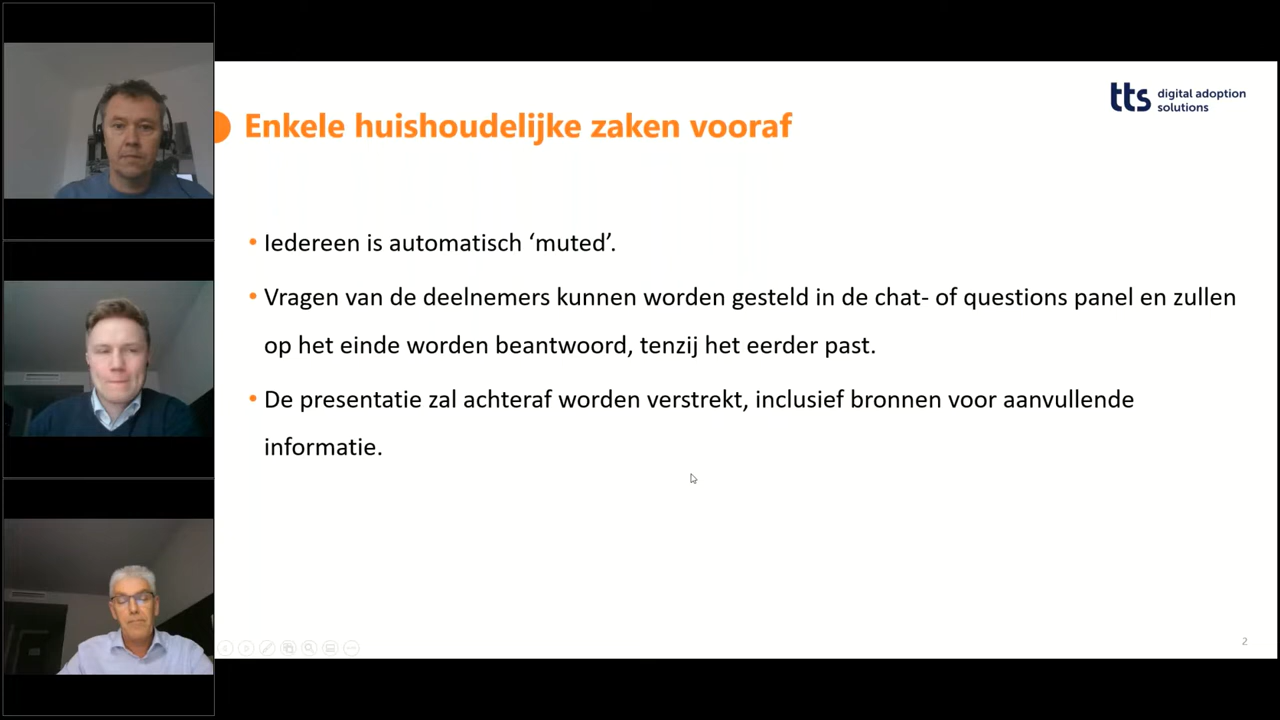 tts digital adoption
solutions
Enkele huishoudelijke zaken vooraf
• Iedereen is automatisch ‘muted’.
• Vragen van de deelnemers kunnen worden gesteld in de chat- of questions panel en zullen
op het einde worden beantwoord, tenzij het eerder past.
• De presentatie zal achteraf worden verstrekt, inclusief bronnen voor aanvullende
informatie.
2